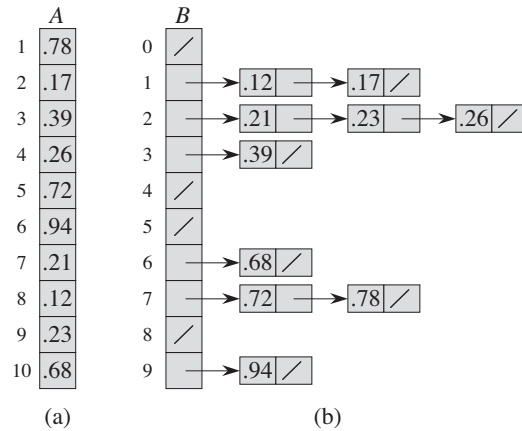 A B
1 .78 0
2 .17 1 .12 .17
3 .39 2 .21 .23 .26
4 .26 3 .39
5 .72 4
6 .94 5
7 .21 6 .68
8 .12 7 .72 .78
9 .23 8
10 .68 9 .94
(a) (b)